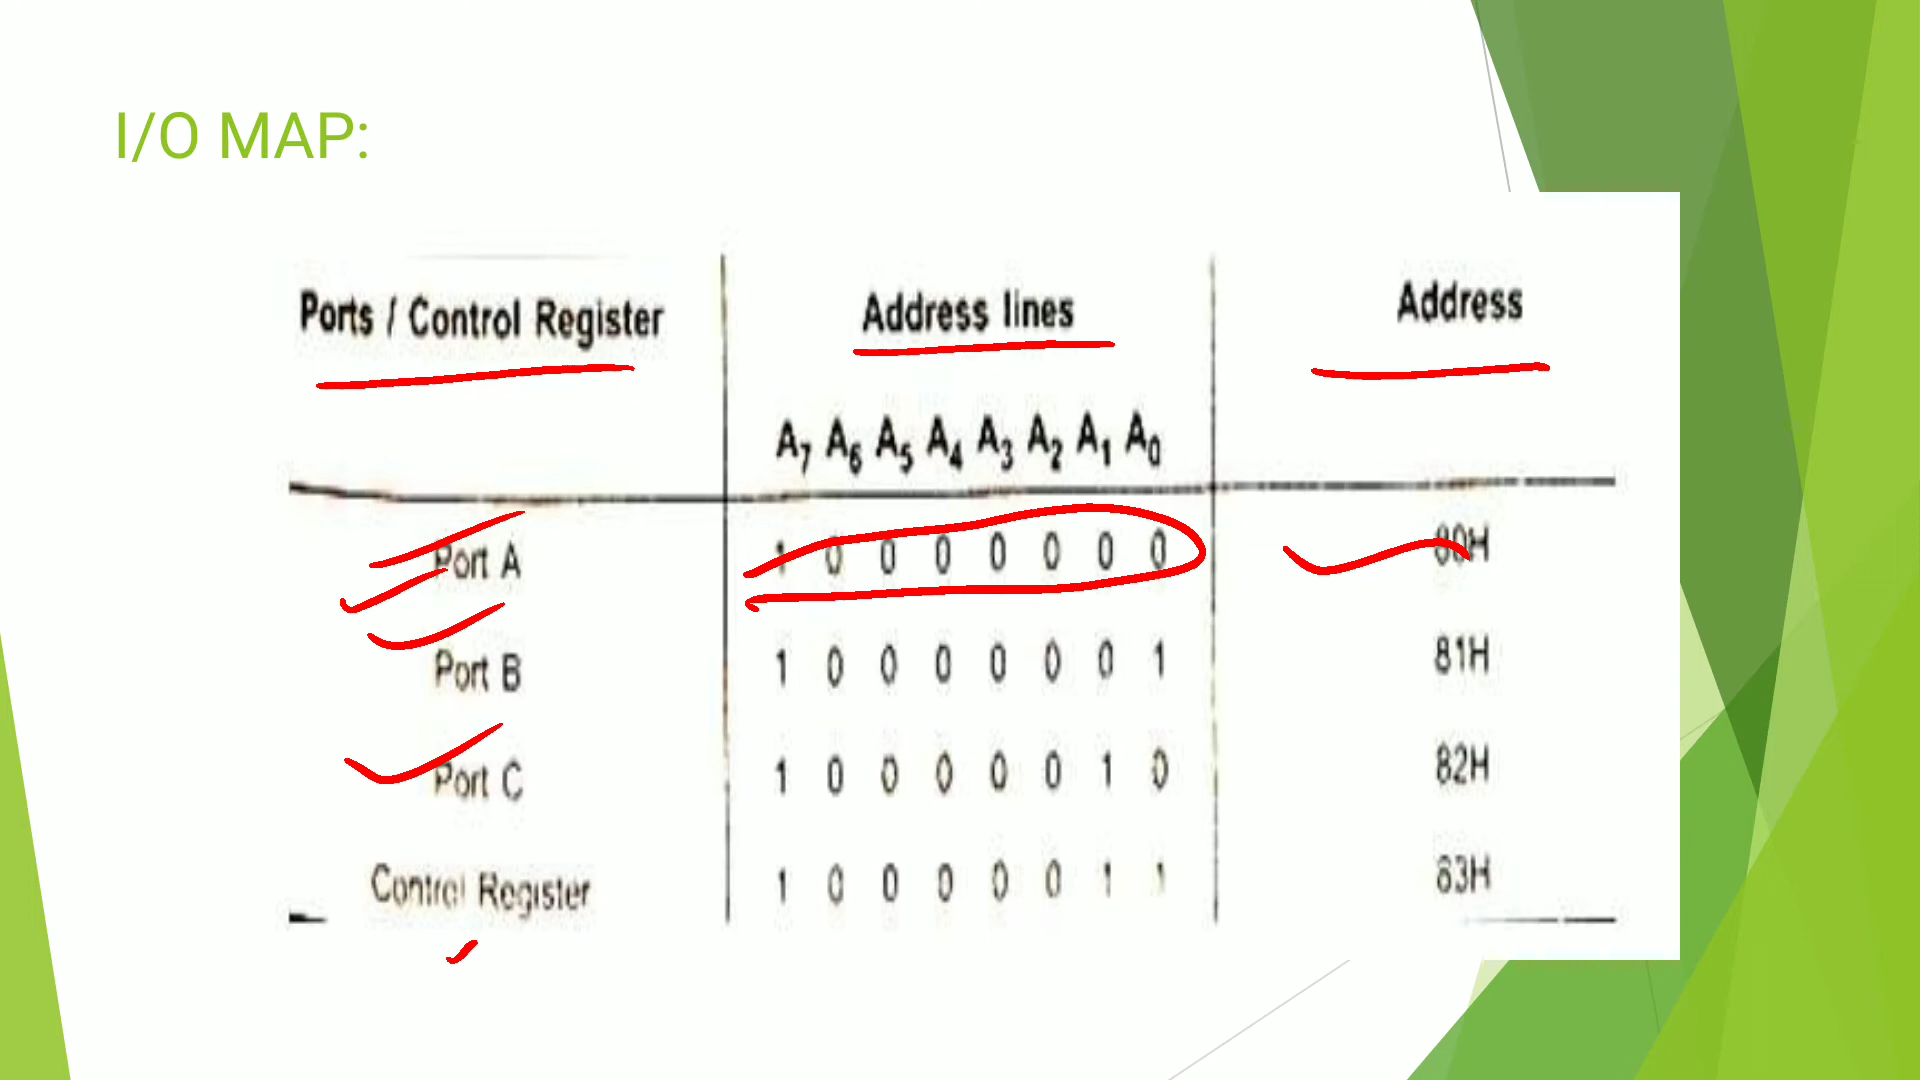 I/O MAP:
Ports / Control Register Address lines Address
A7 A6 A5 A4 A3 A2 A1 A0
Port A 1 0 0 0 0 0 0 0 80H
Port B 1 0 0 0 0 0 0 1 81H
Port C 1 0 0 0 0 0 1 0 82H
Control Register 1 0 0 0 0 0 1 1 83H